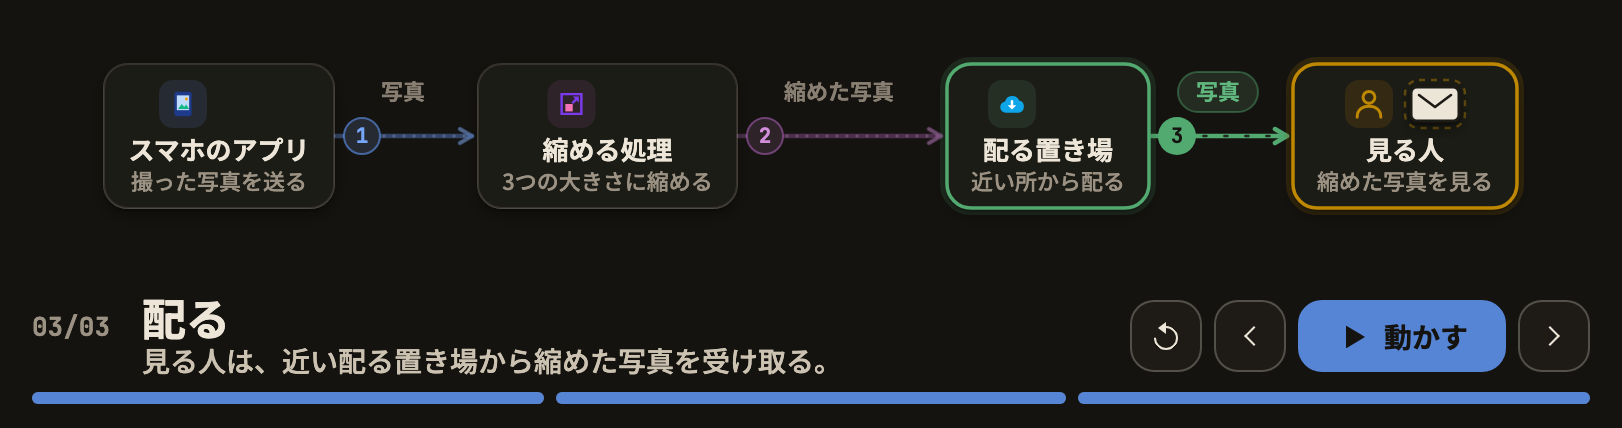 スマホのアプリ
撮った写真を送る
写真
1
縮める処理
3つの大きさに縮める
縮めた写真
2
配る置き場
近い所から配る
写真
3
見る人
縮めた写真を見る
03/03
配る
見る人は、近い配る置き場から縮めた写真を受け取る。
動かす